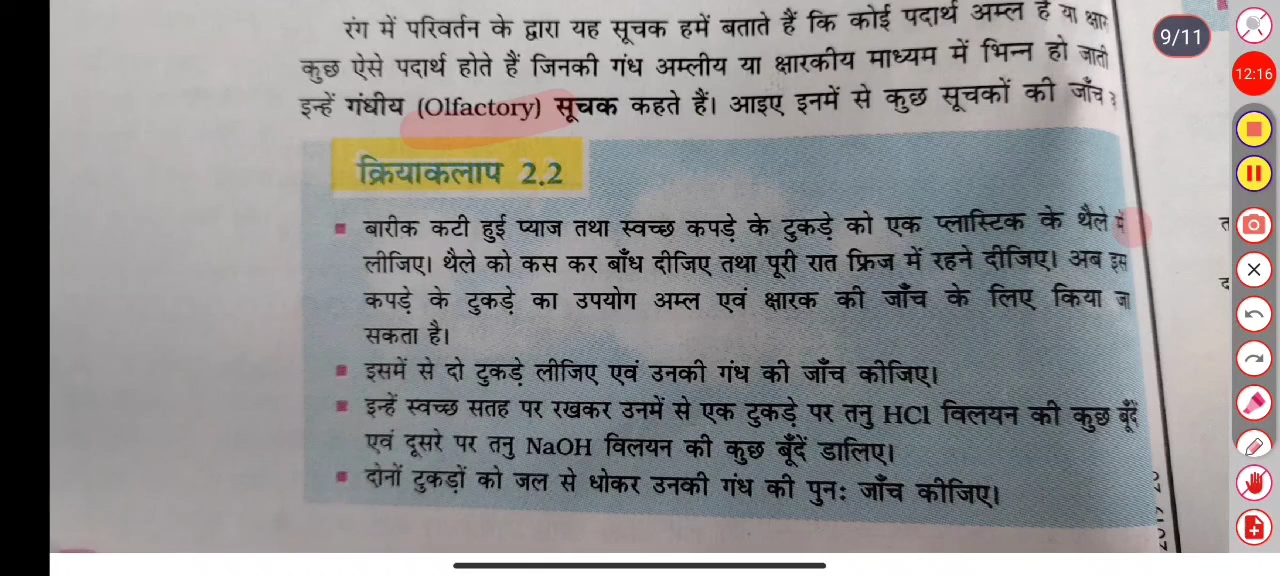 रंग में परिवर्तन के द्वारा यह सूचक हमें बताते हैं कि कोई पदार्थ अम्ल है या क्षार
कुछ ऐसे पदार्थ होते हैं जिनकी गंध अम्लीय या क्षारकीय माध्यम में भिन्न हो जाती
इन्हें गंधीय (Olfactory) सूचक कहते हैं। आइए इनमें से कुछ सूचकों की जाँच
क्रियाकलाप 2.2
बारीक कटी हुई प्याज तथा स्वच्छ कपड़े के टुकड़े को एक प्लास्टिक के थैले में
लीजिए। थैले को कस कर बाँध दीजिए तथा पूरी रात फ्रिज में रहने दीजिए। अब इस
कपड़े के टुकड़े का उपयोग अम्ल एवं क्षारक की जाँच के लिए किया जा
सकता है।
इसमें से दो टुकड़े लीजिए एवं उनकी गंध की जाँच कीजिए।
इन्हें स्वच्छ सतह पर रखकर उनमें से एक टुकड़े पर तनु HCl विलयन की कुछ बूँदें
एवं दूसरे पर तनु NaOH विलयन की कुछ बूँदें डालिए।
दोनों टुकड़ों को जल से धोकर उनकी गंध की पुनः जाँच कीजिए।
9/11
12:16